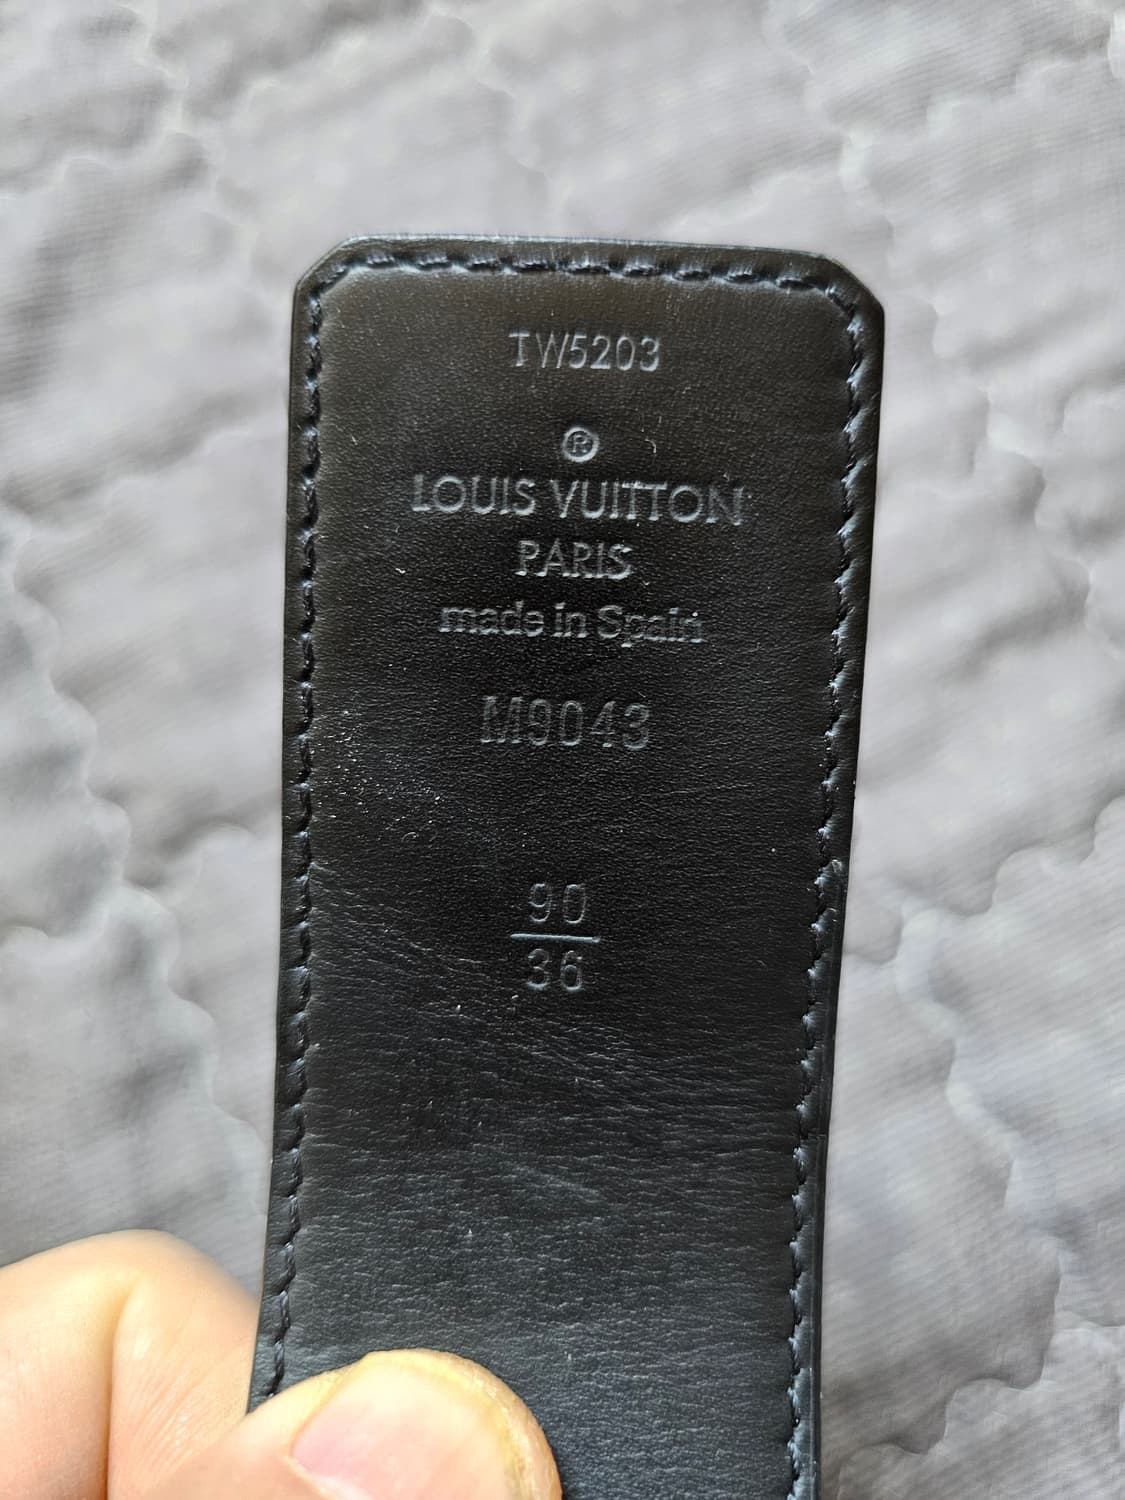 TW5203
®
LOUIS VUITTON
PARIS
made in Spain
M9043
90
36